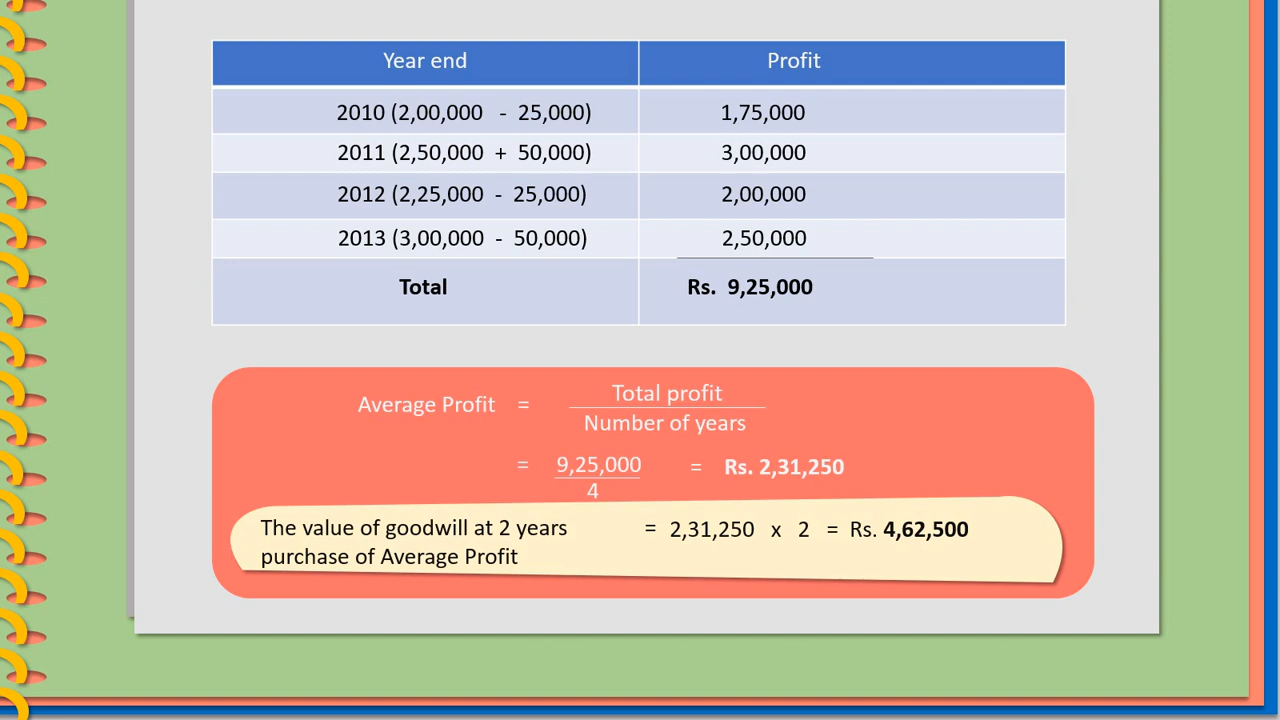 Year end Profit
2010 (2,00,000 - 25,000) 1,75,000
2011 (2,50,000 + 50,000) 3,00,000
2012 (2,25,000 - 25,000) 2,00,000
2013 (3,00,000 - 50,000) 2,50,000
Total Rs. 9,25,000
Total profit
Average Profit =
Number of years
= 9,25,000 = Rs. 2,31,250
4
The value of goodwill at 2 years = 2,31,250 x 2 = Rs. 4,62,500
purchase of Average Profit